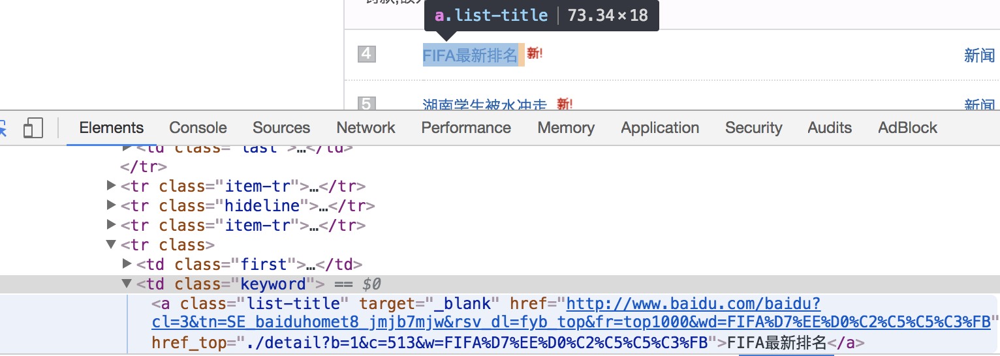 a.list-title | 73.34×18
4 FIFA最新排名 新! 新闻
5 湖南学生被水冲走 新! 新闻
Elements Console Sources Network Performance Memory Application Security Audits AdBlock
<td class="last">…</td>
</tr>
<tr class="item-tr">…</tr>
<tr class="hideline">…</tr>
<tr class="item-tr">…</tr>
<tr class>
<td class="first">…</td>
<td class="keyword"> == $0
<a class="list-title" target="_blank" href="http://www.baidu.com/baidu?
cl=3&tn=SE_baiduhomet8_jmjb7mjw&rsv_dl=fyb_top&fr=top1000&wd=FIFA%D7%EE%D0%C2%C5%C5%C3%FB"
href_top="./detail?b=1&c=513&w=FIFA%D7%EE%D0%C2%C5%C5%C3%FB">FIFA最新排名</a>